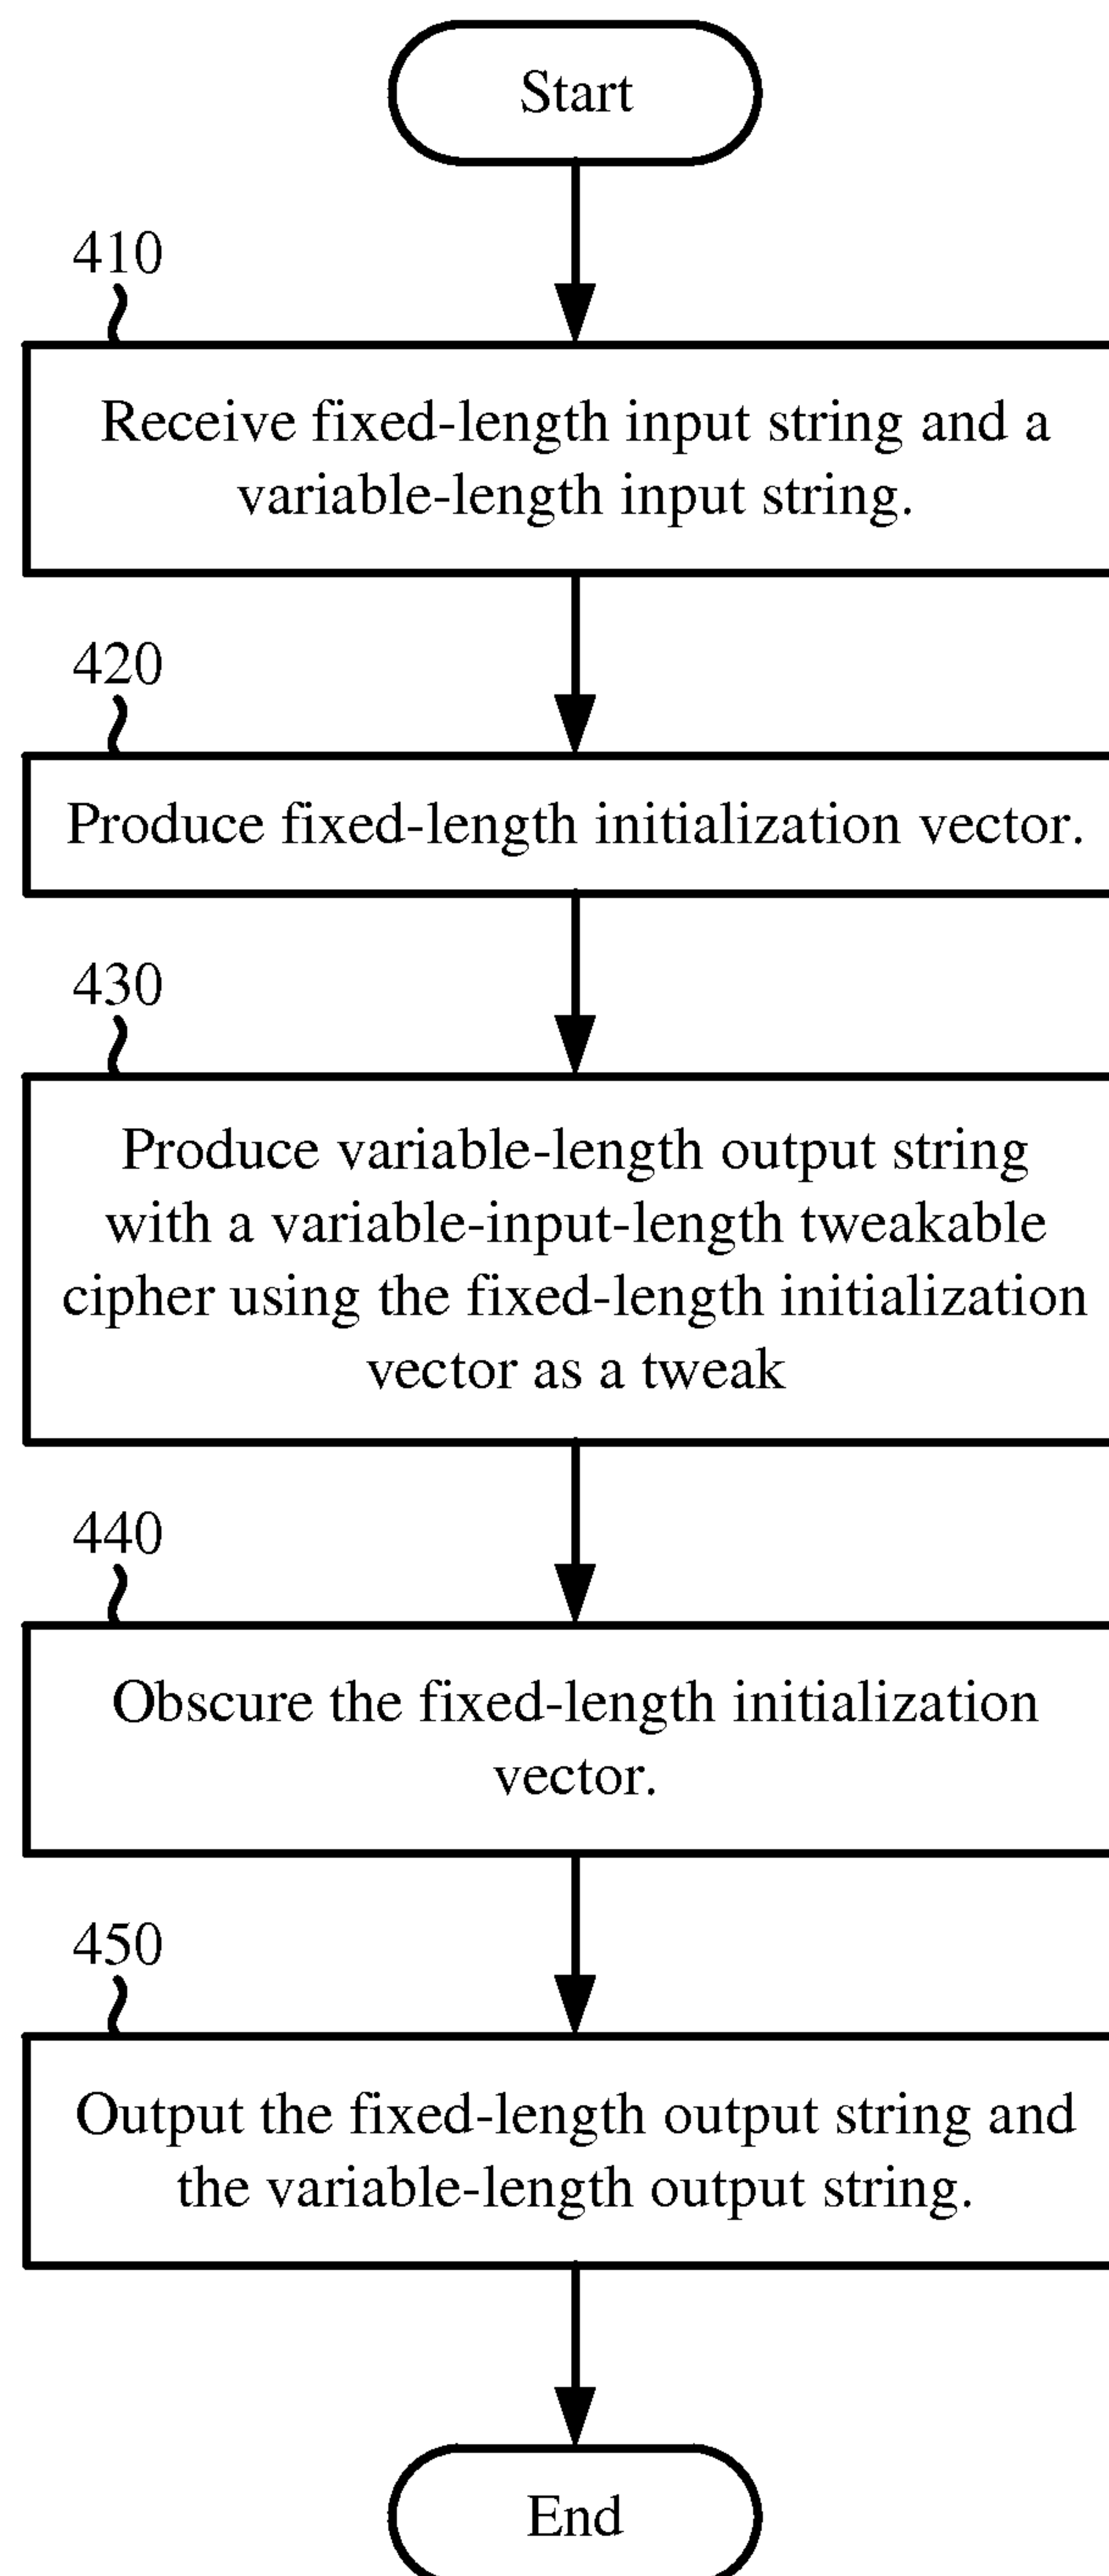 Start
410
Receive fixed-length input string and a
variable-length input string.
420
Produce fixed-length initialization vector.
430
Produce variable-length output string
with a variable-input-length tweakable
cipher using the fixed-length initialization
vector as a tweak
440
Obscure the fixed-length initialization
vector.
450
Output the fixed-length output string and
the variable-length output string.
End